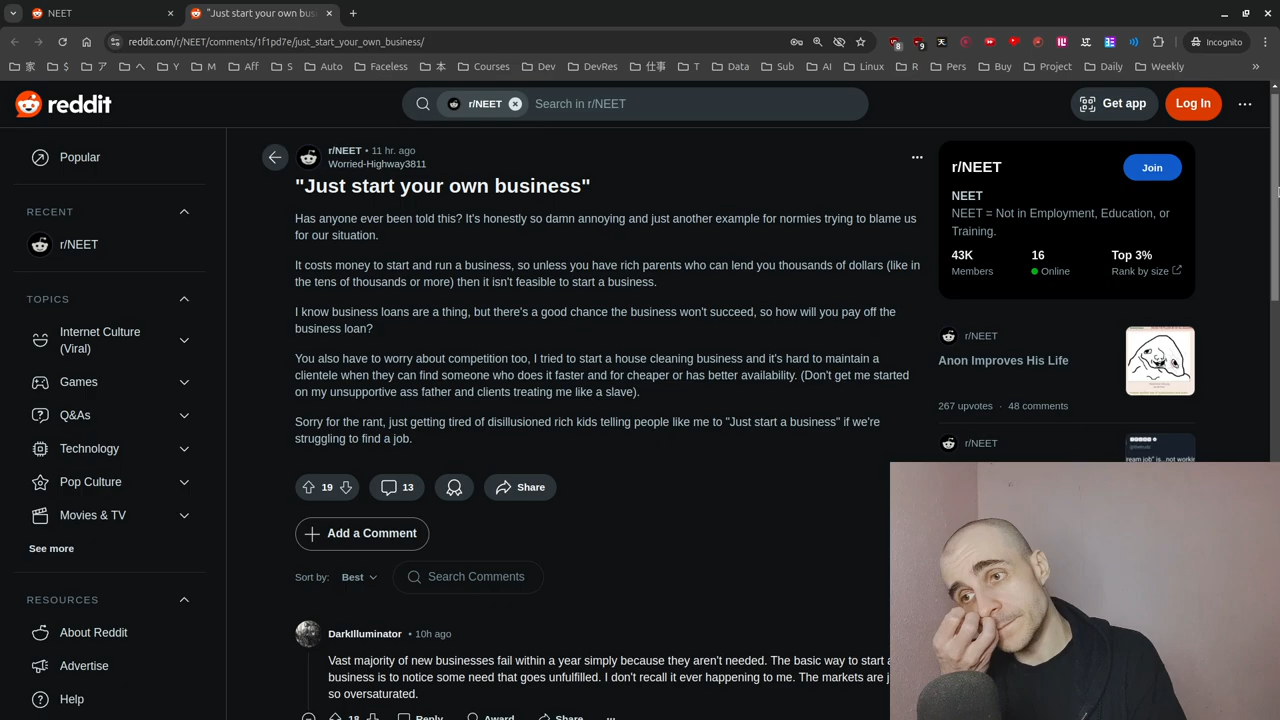 NEET
"Just start your own busi
reddit.com/r/NEET/comments/1f1pd7e/just_start_your_own_business/
8
9
Incognito
家
$
ア
へ
Y
M
Aff
S
Auto
Faceless
本
Courses
Dev
DevRes
仕事
T
Data
Sub
AI
Linux
R
Pers
Buy
Project
Daily
Weekly
reddit
r/NEET
Search in r/NEET
Get app
Log In
Popular
RECENT
r/NEET
TOPICS
Internet Culture
(Viral)
Games
Q&As
Technology
Pop Culture
Movies & TV
See more
RESOURCES
About Reddit
Advertise
Help
r/NEET • 11 hr. ago
Worried-Highway3811
"Just start your own business"
Has anyone ever been told this? It's honestly so damn annoying and just another example for normies trying to blame us
for our situation.
It costs money to start and run a business, so unless you have rich parents who can lend you thousands of dollars (like in
the tens of thousands or more) then it isn't feasible to start a business.
I know business loans are a thing, but there's a good chance the business won't succeed, so how will you pay off the
business loan?
You also have to worry about competition too, I tried to start a house cleaning business and it's hard to maintain a
clientele when they can find someone who does it faster and for cheaper or has better availability. (Don't get me started
on my unsupportive ass father and clients treating me like a slave).
Sorry for the rant, just getting tired of disillusioned rich kids telling people like me to "Just start a business" if we're
struggling to find a job.
19
13
Share
Add a Comment
Sort by:
Best
Search Comments
DarkIlluminator • 10h ago
Vast majority of new businesses fail within a year simply because they aren't needed. The basic way to start a
business is to notice some need that goes unfulfilled. I don't recall it ever happening to me. The markets are
so oversaturated.
18
Reply
Award
Share
r/NEET
Join
NEET
NEET = Not in Employment, Education, or
Training.
43K
16
Top 3%
Members
Online
Rank by size
r/NEET
Anon Improves His Life
267 upvotes • 48 comments
r/NEET